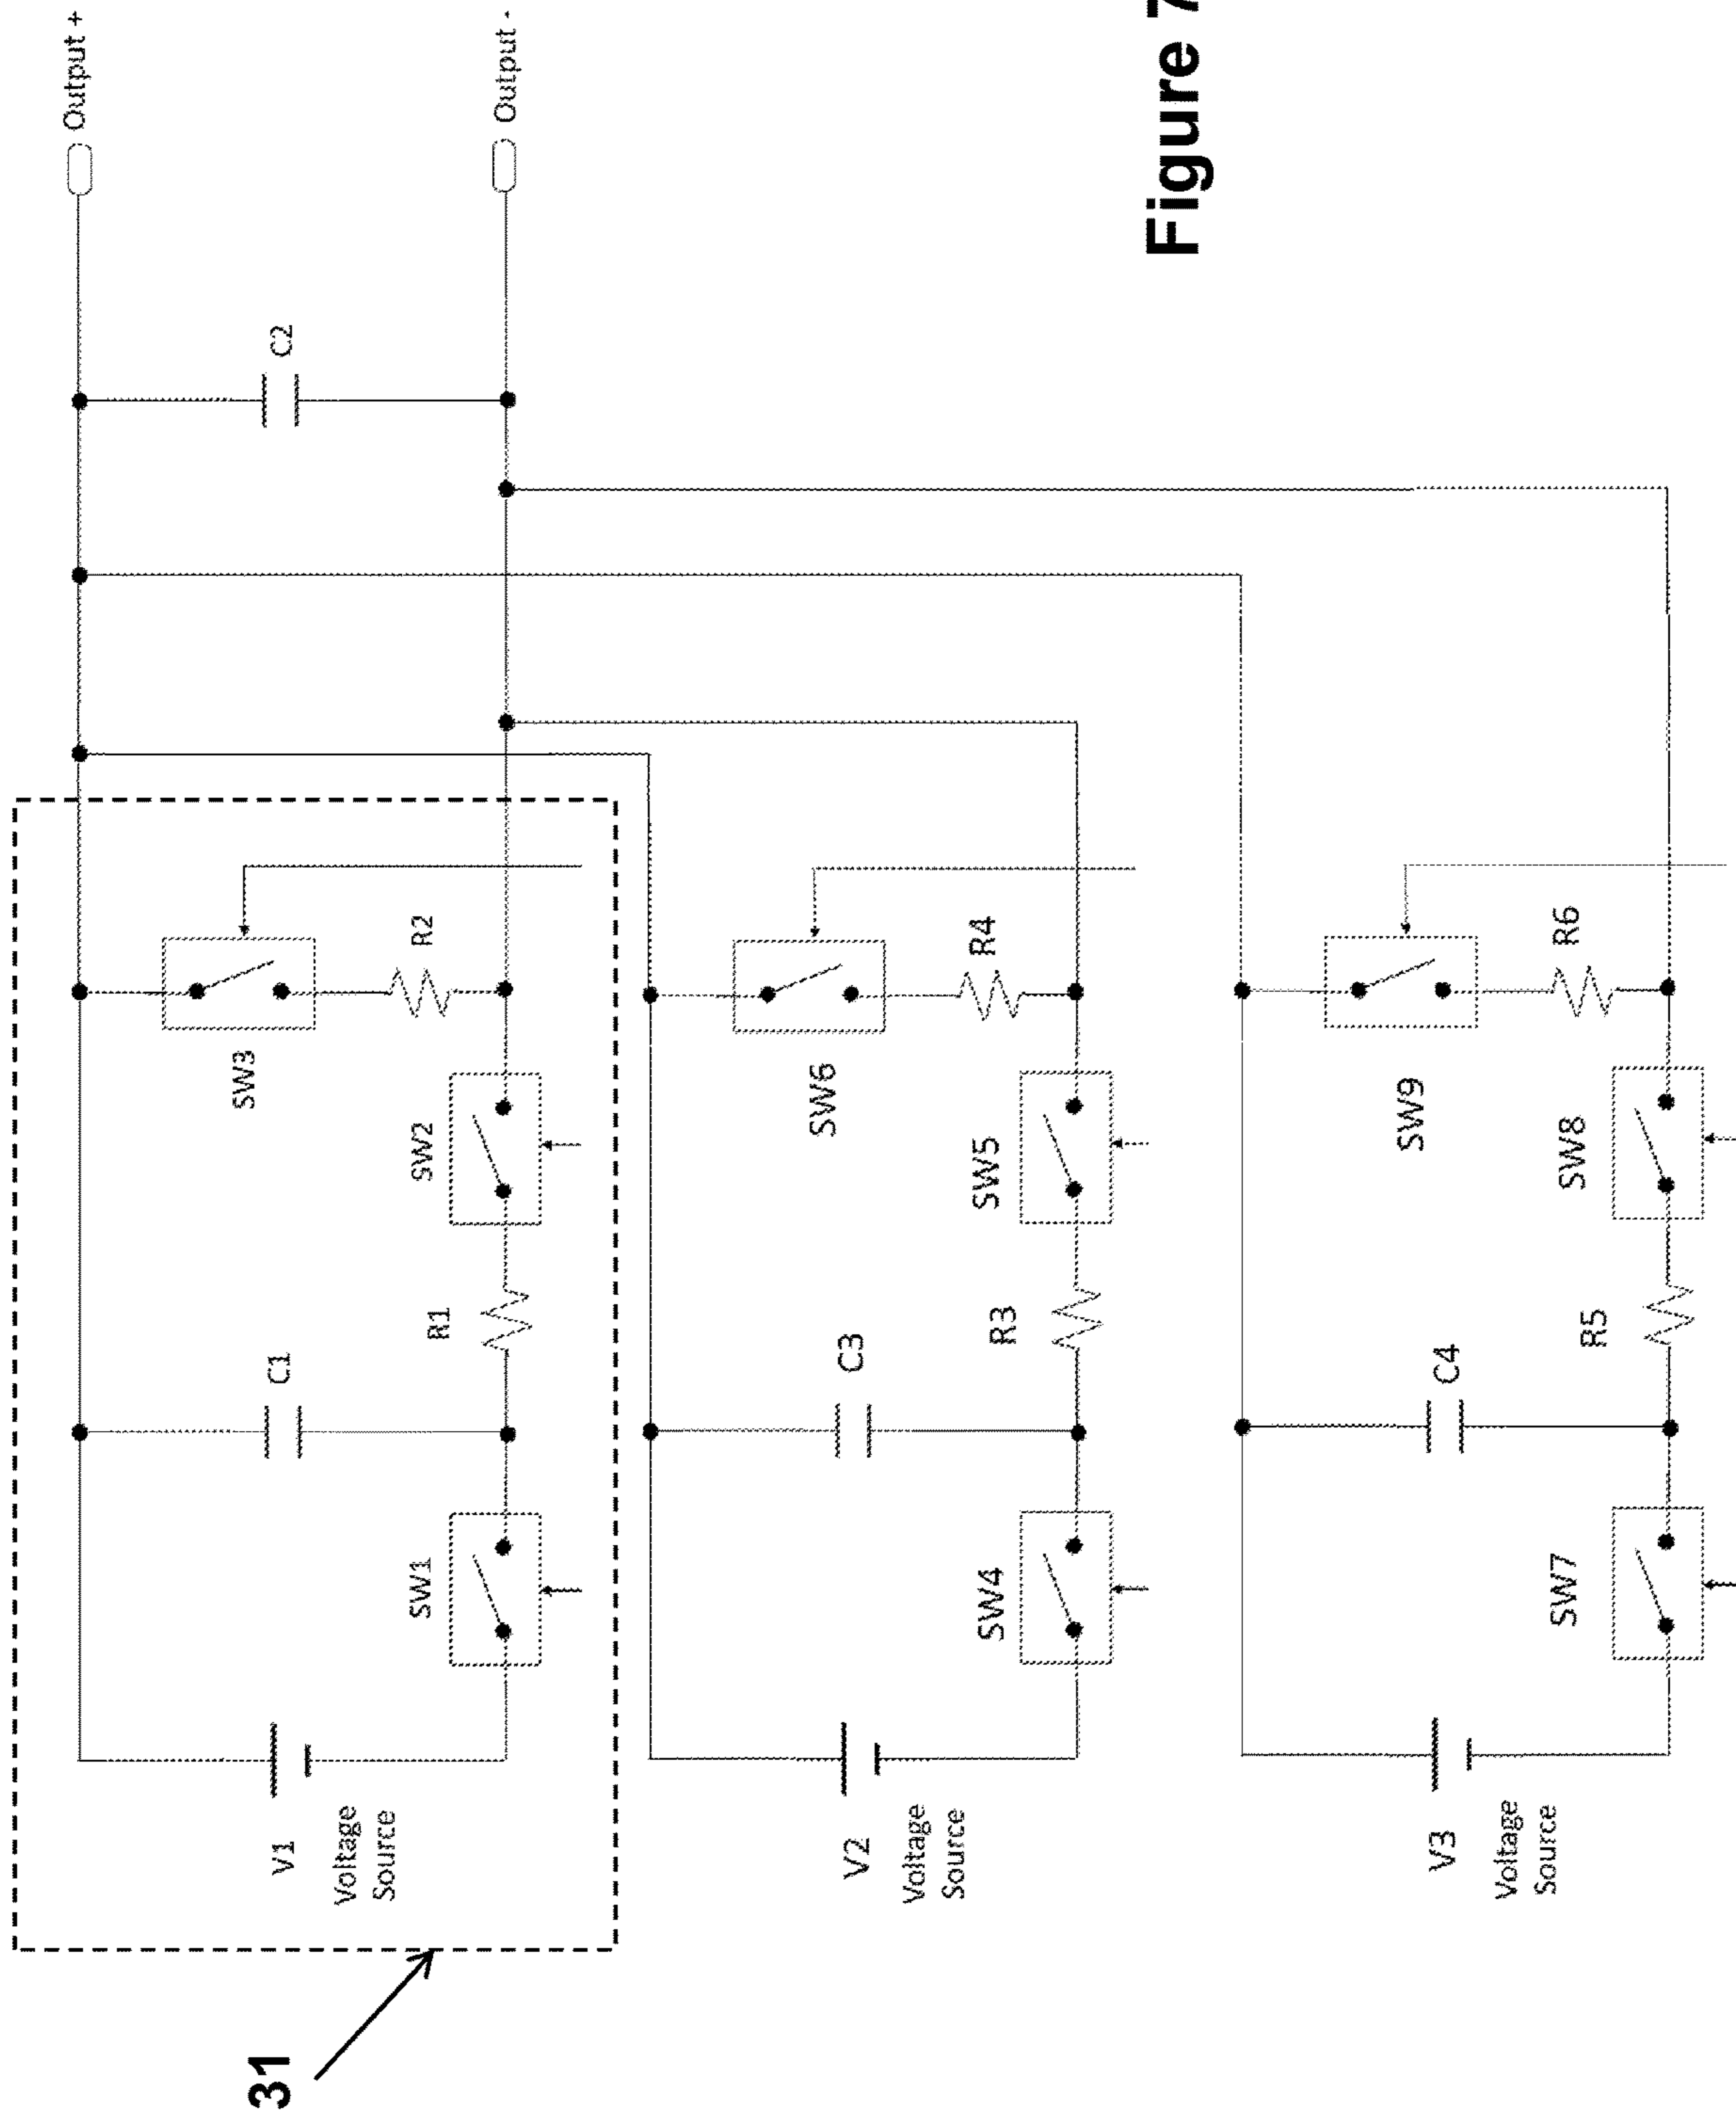 31
V1
Voltage
Source
SW1
C1
R1
SW2
SW3
R2
C2
Output +
Output -
V2
Voltage
Source
SW4
C3
R3
SW5
SW6
R4
V3
Voltage
Source
SW7
C4
R5
SW8
SW9
R6
Figure 7